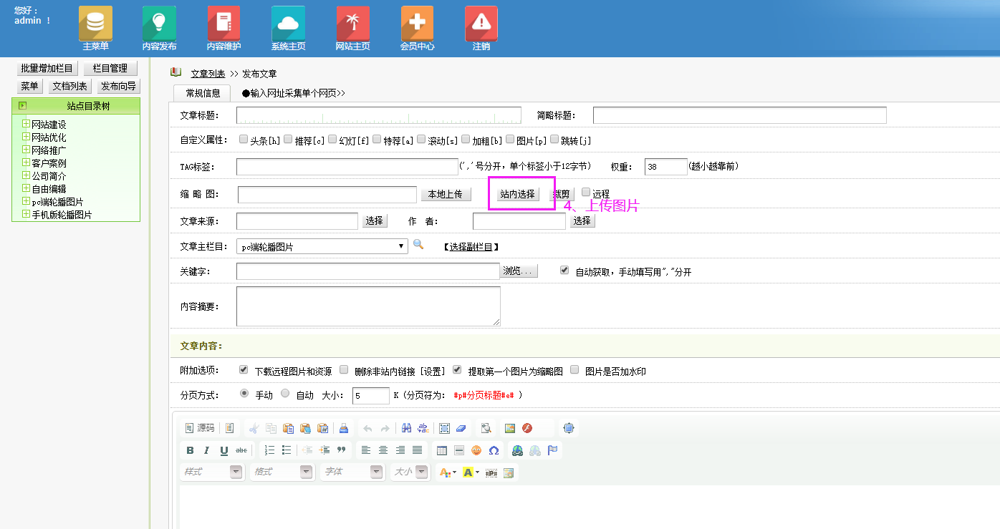 您好：
admin ！
主菜单
内容发布
内容维护
系统主页
网站主页
会员中心
注销
批量增加栏目 栏目管理
菜单 文档列表 发布向导
站点目录树
网站建设
网站优化
网络推广
客户案例
公司简介
自由编辑
pc端轮播图片
手机版轮播图片
文章列表 >> 发布文章
常规信息 ●输入网址采集单个网页>>
文章标题： 简略标题：
自定义属性： 头条[h] 推荐[c] 幻灯[f] 特荐[a] 滚动[s] 加粗[b] 图片[p] 跳转[j]
TAG标签： (','号分开，单个标签小于12字节) 权重： 38 (越小越靠前)
缩 略 图： 本地上传 站内选择 裁剪 远程
4、上传图片
文章来源： 选择 作 者： 选择
文章主栏目： pc端轮播图片 【选择副栏目】
关键字： 浏览... 自动获取，手动填写用","分开
内容摘要：
文章内容：
附加选项： 下载远程图片和资源 删除非站内链接 [设置] 提取第一个图片为缩略图 图片是否加水印
分页方式： 手动 自动 大小： 5 K (分页符为： #p#分页标题#e# )
源码
B I U abc
样式 格式 字体 大小
A A #P#